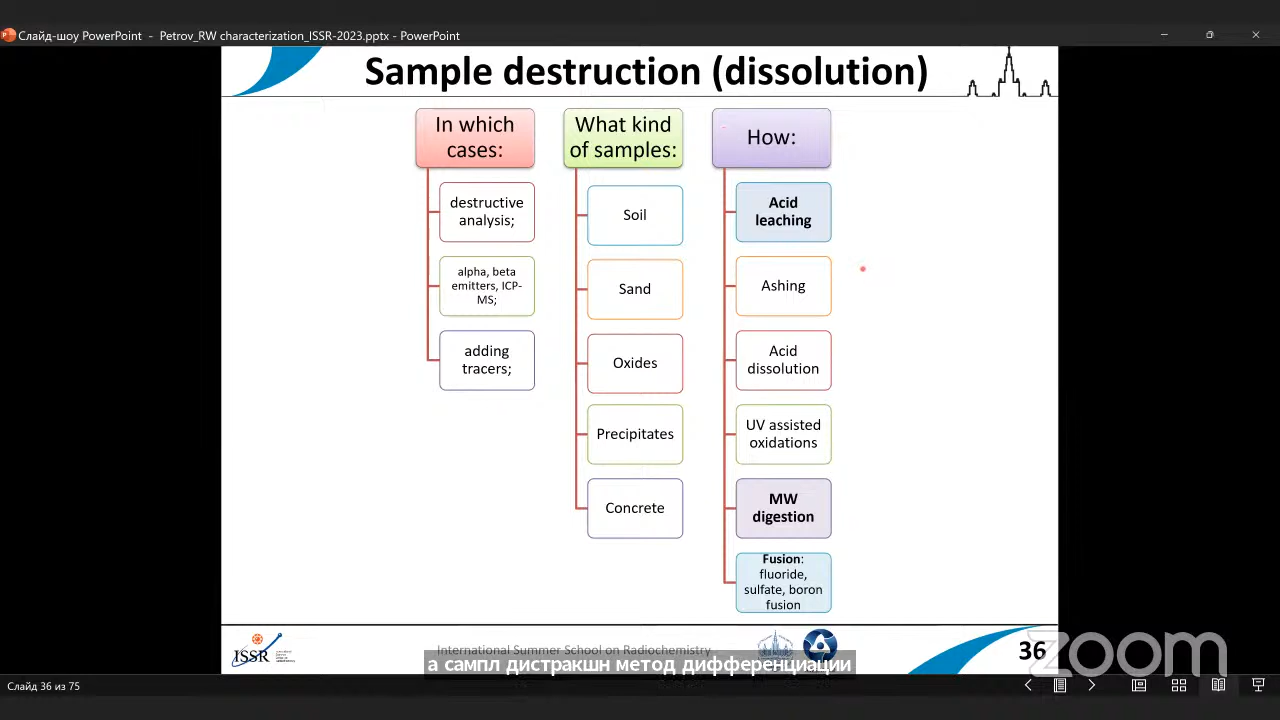 Слайд-шоу PowerPoint - Petrov_RW characterization_ISSR-2023.pptx - PowerPoint
Sample destruction (dissolution)
In which
cases:
destructive
analysis;
alpha, beta
emitters, ICP-
MS;
adding
tracers;
What kind
of samples:
Soil
Sand
Oxides
Precipitates
Concrete
How:
Acid
leaching
Ashing
Acid
dissolution
UV assisted
oxidations
MW
digestion
Fusion:
fluoride,
sulfate, boron
fusion
ISSR
International Summer School on Radiochemistry
36
zoom
а сампл дистракшн метод дифференциации
Слайд 36 из 75